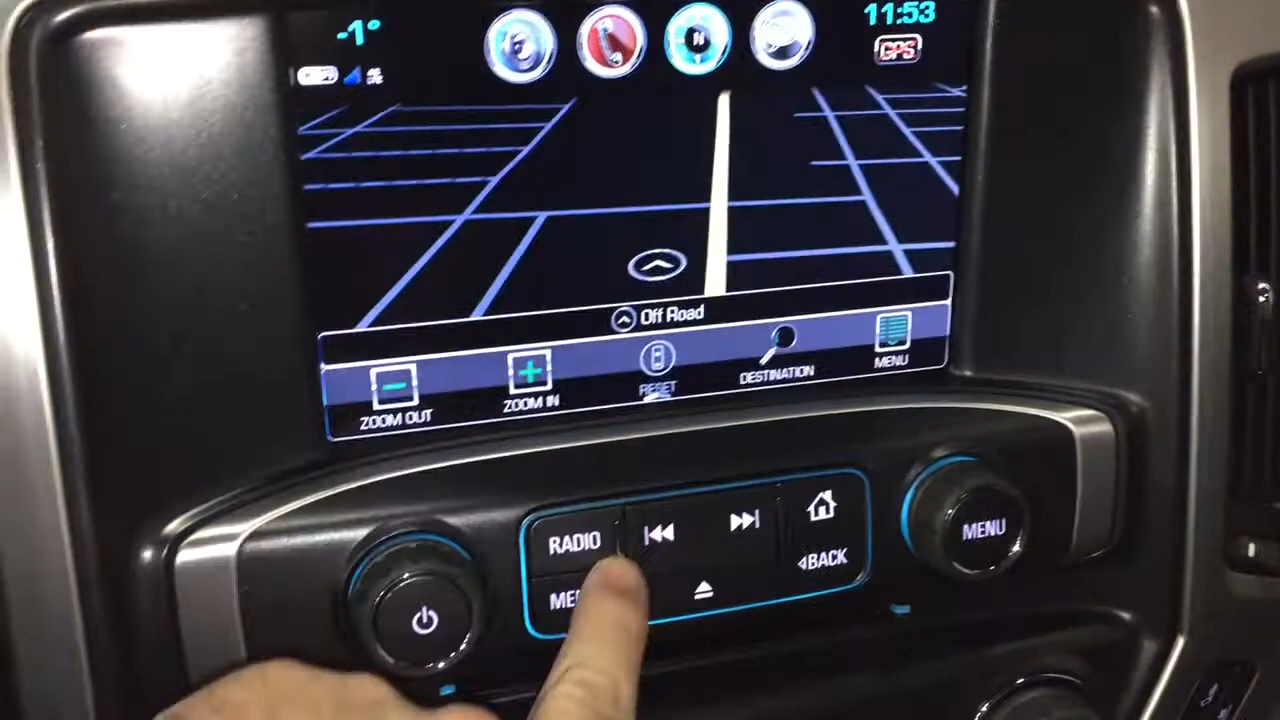 -1°
N
11:53
GPS
Off Road
ZOOM OUT
ZOOM IN
RESET
DESTINATION
MENU
RADIO
BACK
MENU